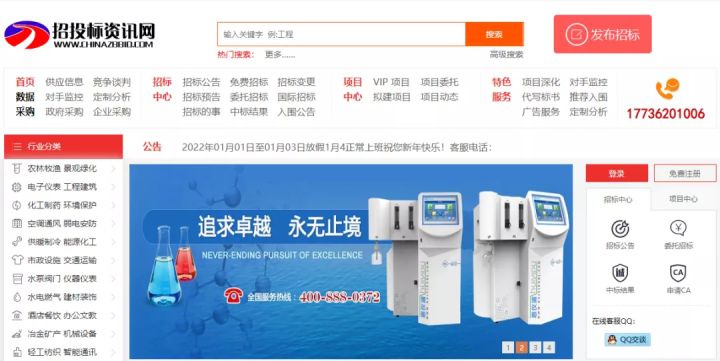 招投标资讯网
WWW.CHINAZBBID.COM
输入关键字 例:工程
搜索
发布招标
热门搜索： 更多......
高级搜索
首页 供应信息 竞争谈判
数据 对手监控 定制分析
采购 政府采购 企业采购
招标 招标公告 免费招标 招标变更
中心 招标预告 委托招标 国际招标
招标的事 中标结果 入围公告
项目 VIP 项目 项目委托
中心 拟建项目 项目动态
特色 项目深化 对手监控
服务 代写标书 推荐入围
广告服务 定制分析
17736201006
行业分类
公告 2022年01月01日至01月03日放假1月4正常上班祝您新年快乐！客服电话：
农林牧渔 景观绿化
电子仪表 工程建筑
化工制药 环境保护
空调通风 弱电安防
供暖制冷 能源化工
市政设施 交通运输
水泵阀门 仪器仪表
水电燃气 建材装饰
酒店餐饮 办公文教
冶金矿产 机械设备
轻工纺织 智能通讯
追求卓越 永无止境
NEVER-ENDING PURSUIT OF EXCELLENCE
全国服务热线：400-888-0372
1 2 3 4
登录 免费注册
招标中心 项目中心
招标公告 委托招标
CA
中标结果 申请CA
在线客服QQ：
QQ交谈